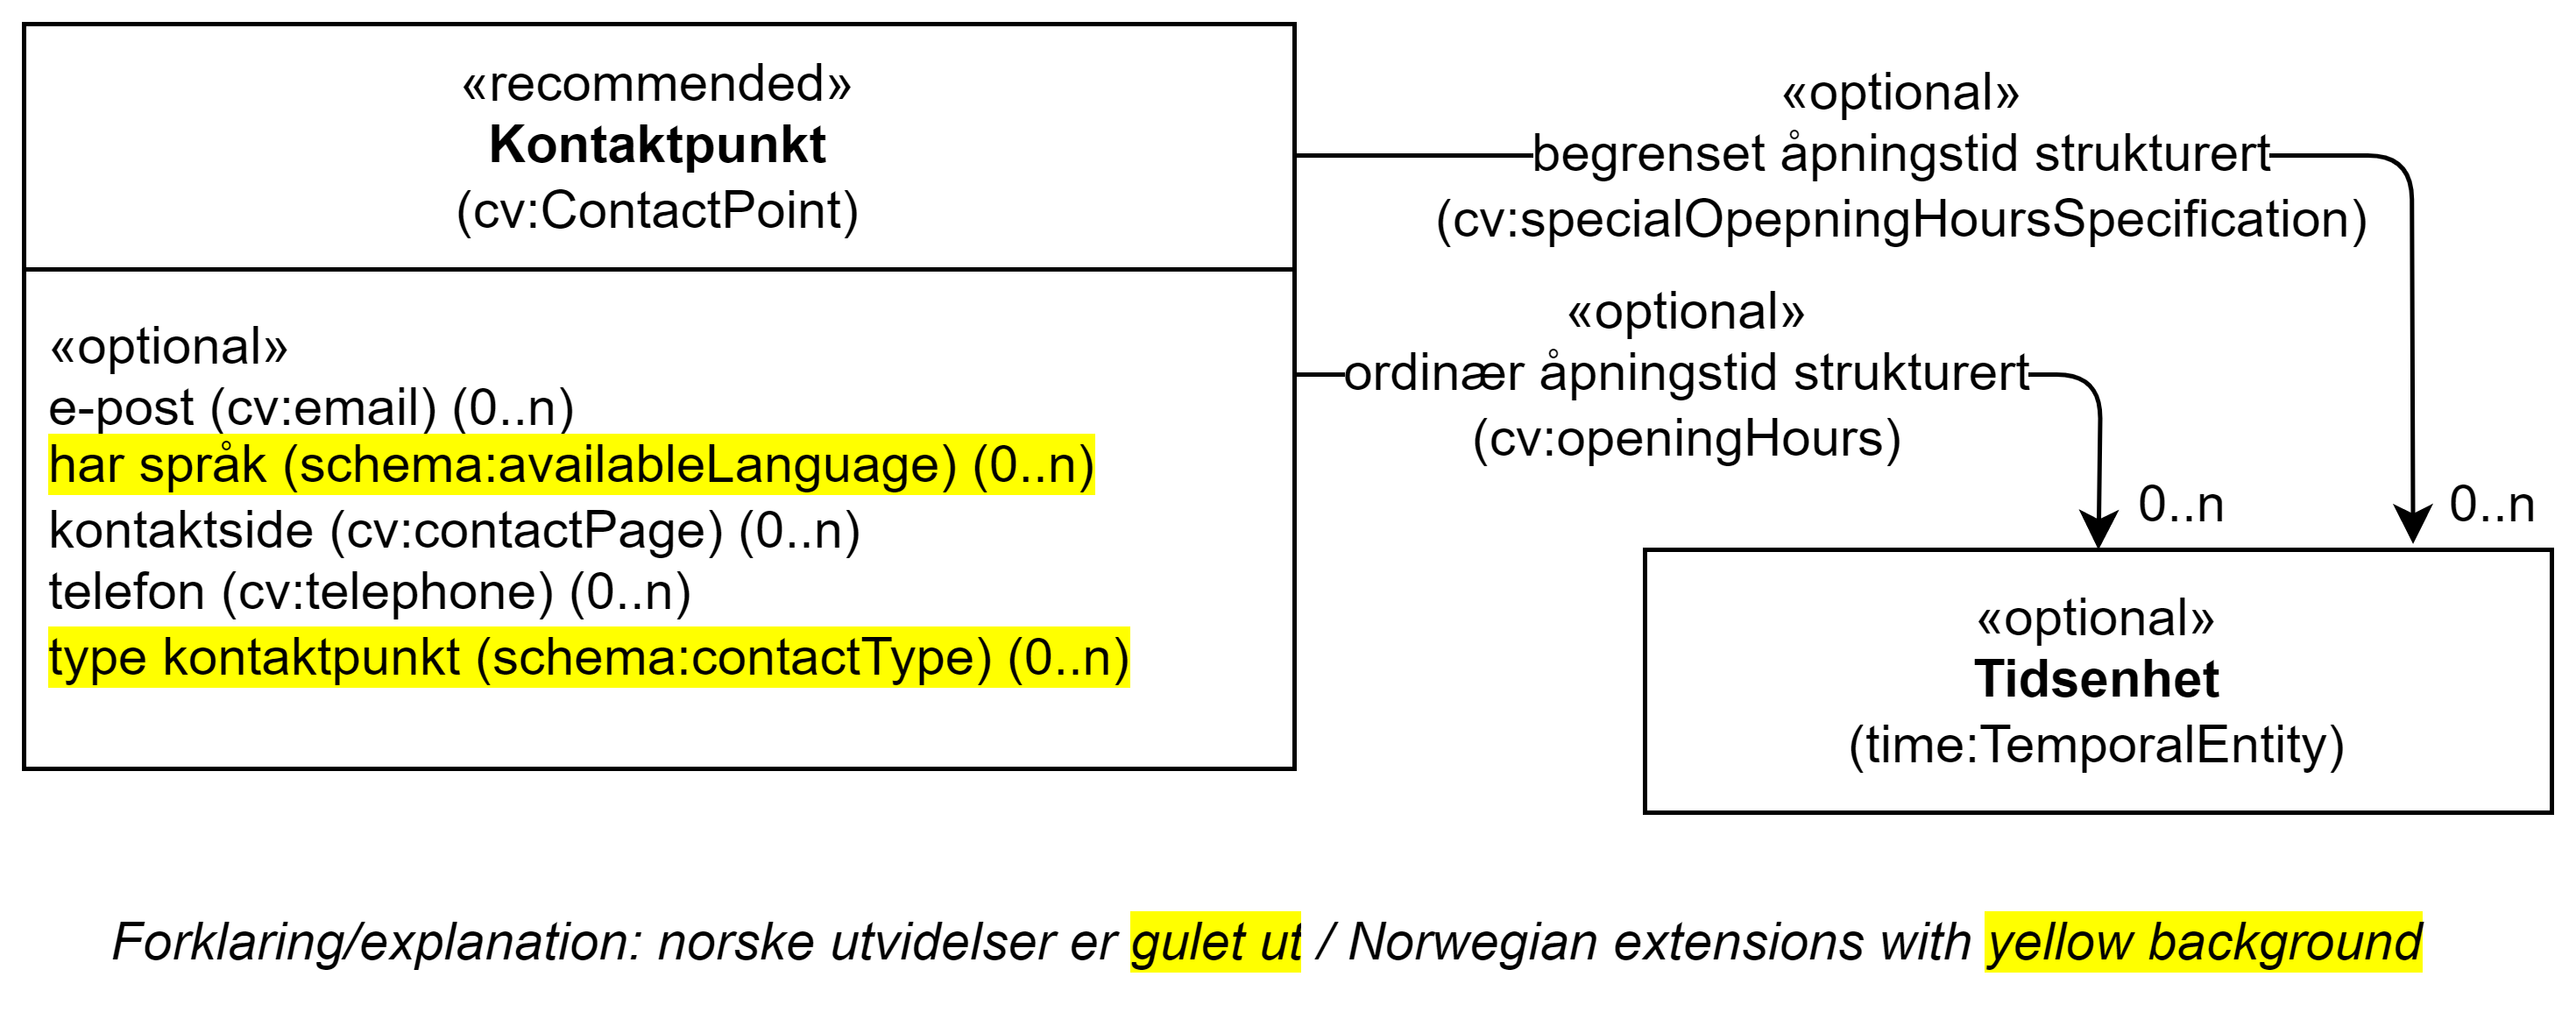 «recommended»
Kontaktpunkt
(cv:ContactPoint)
«optional»
e-post (cv:email) (0..n)
har språk (schema:availableLanguage) (0..n)
kontaktside (cv:contactPage) (0..n)
telefon (cv:telephone) (0..n)
type kontaktpunkt (schema:contactType) (0..n)
«optional»
begrenset åpningstid strukturert
(cv:specialOpepningHoursSpecification)
«optional»
ordinær åpningstid strukturert
(cv:openingHours)
0..n
0..n
«optional»
Tidsenhet
(time:TemporalEntity)
Forklaring/explanation: norske utvidelser er gulet ut / Norwegian extensions with yellow background